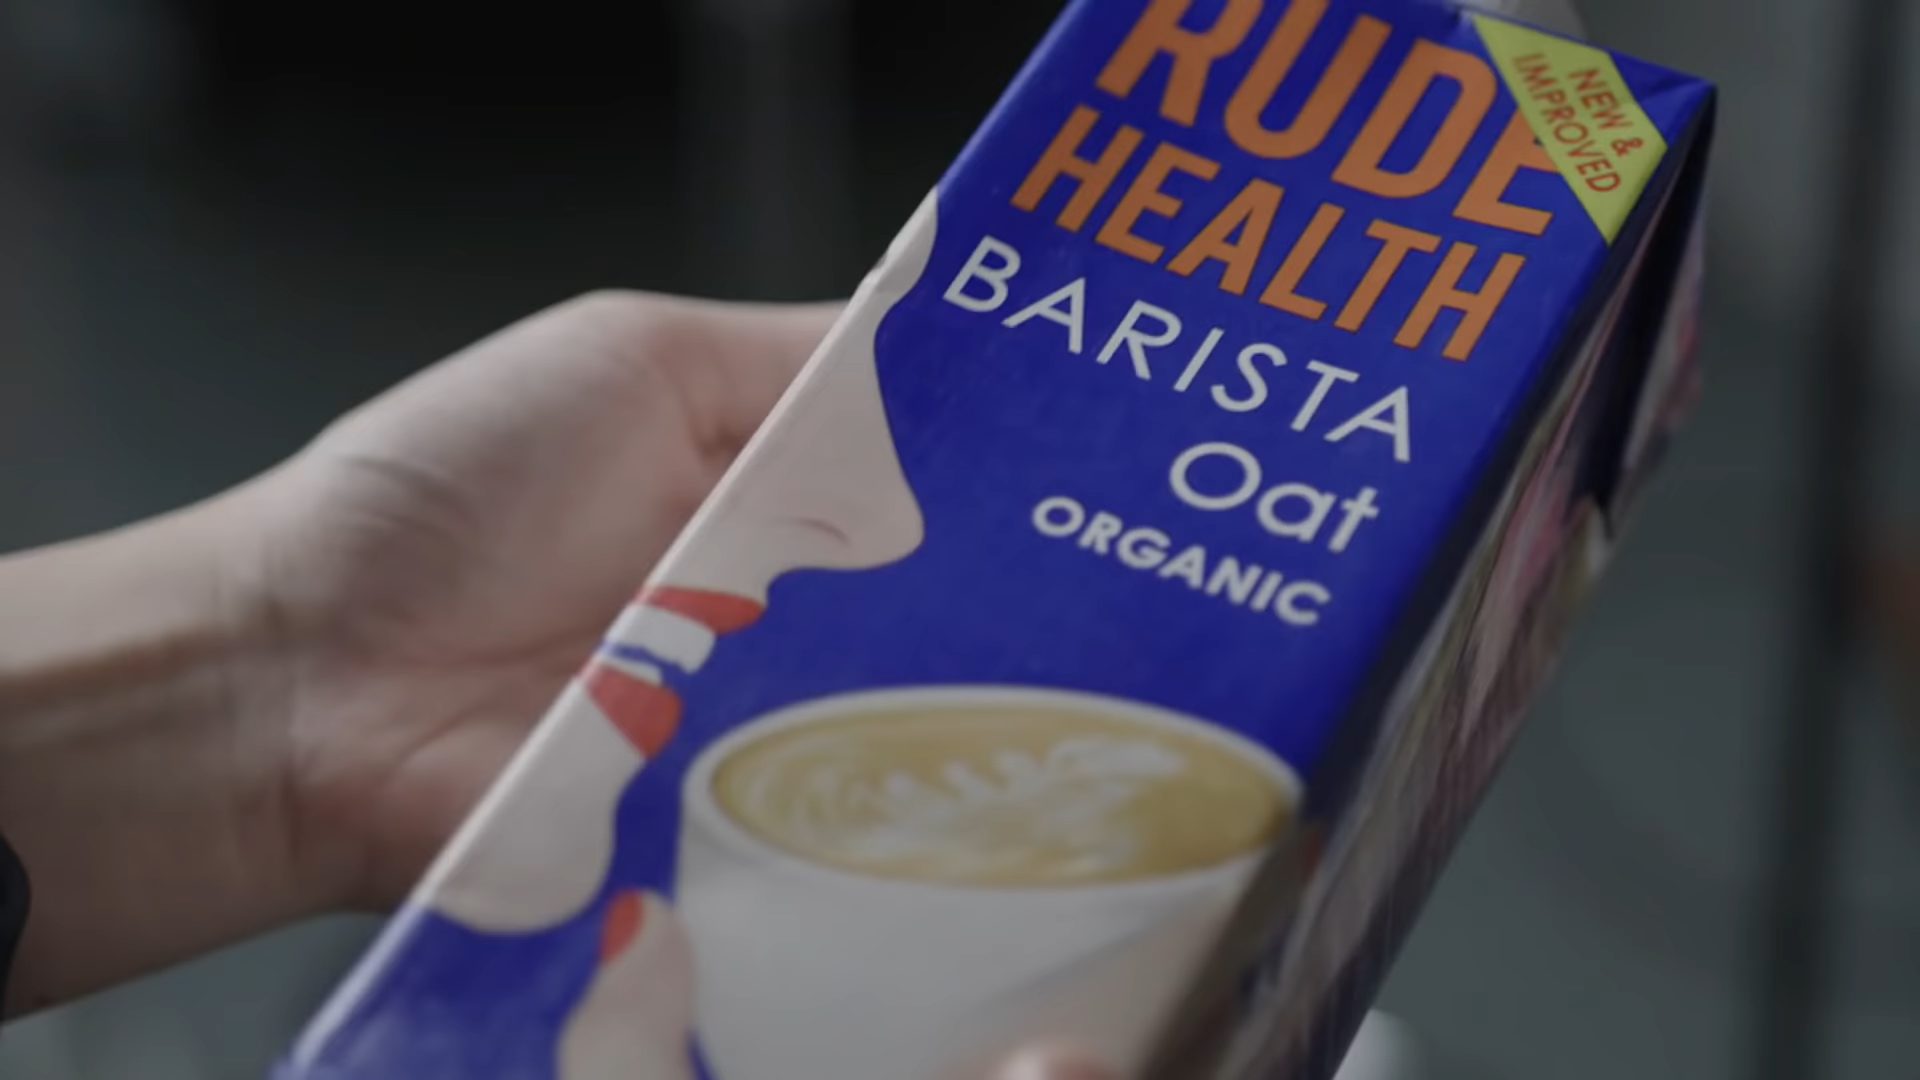 RUDE
HEALTH
NEW &
IMPROVED
BARISTA
Oat
ORGANIC